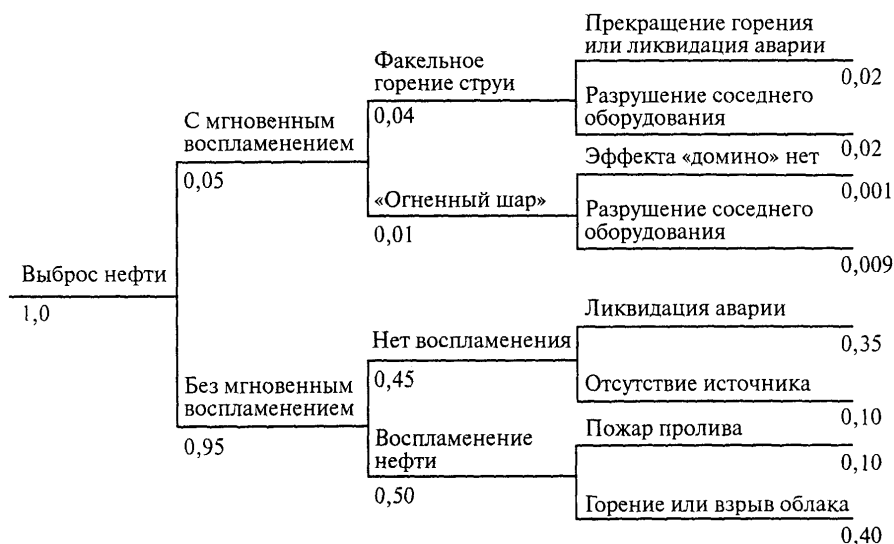 Прекращение горения
или ликвидация аварии
0,02
Факельное
горение струи
0,04
Разрушение соседнего
оборудования
0,02
С мгновенным
воспламенением
0,05
Эффекта «домино» нет
0,001
«Огненный шар»
0,01
Разрушение соседнего
оборудования
0,009
Выброс нефти
1,0
Ликвидация аварии
0,35
Нет воспламенения
0,45
Отсутствие источника
0,10
Без мгновенным
воспламенением
0,95
Пожар пролива
0,10
Воспламенение
нефти
0,50
Горение или взрыв облака
0,40